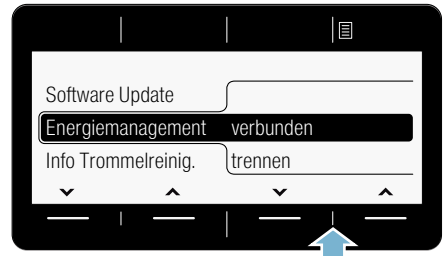 Software Update
Energiemanagement verbunden
Info Trommelreinig. trennen